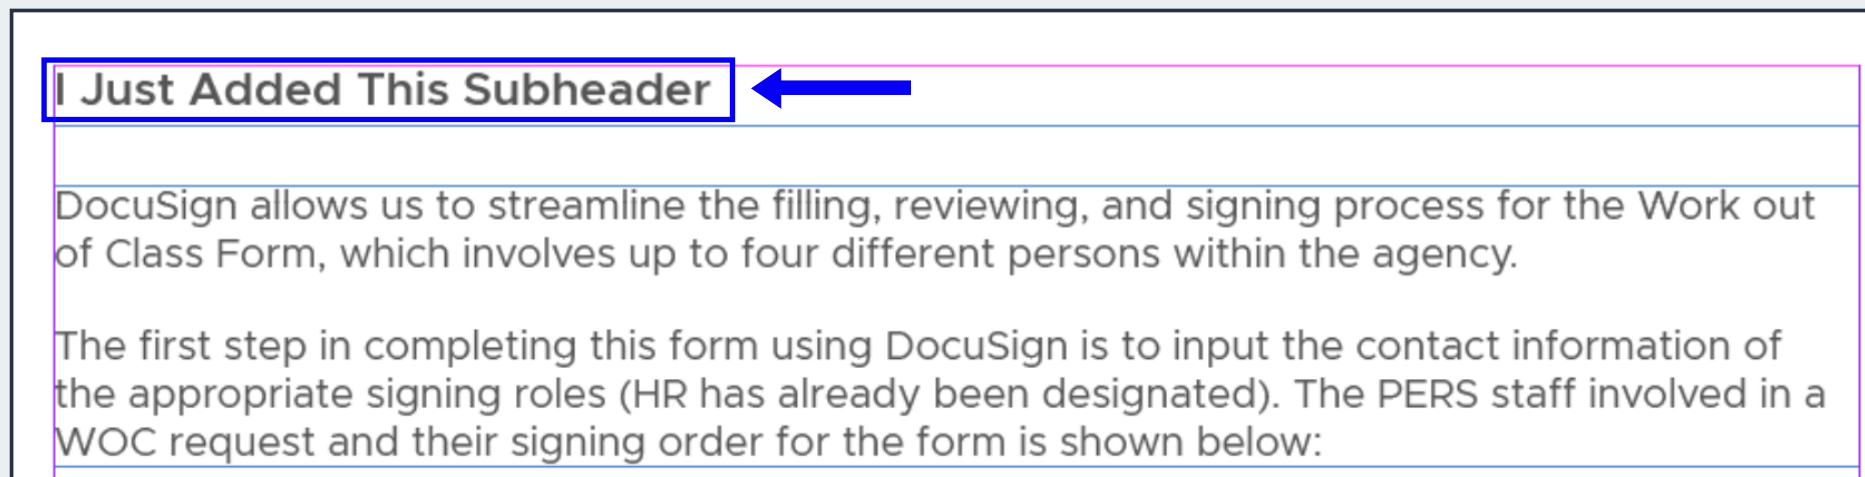 I Just Added This Subheader
DocuSign allows us to streamline the filling, reviewing, and signing process for the Work out
of Class Form, which involves up to four different persons within the agency.
The first step in completing this form using DocuSign is to input the contact information of
the appropriate signing roles (HR has already been designated). The PERS staff involved in a
WOC request and their signing order for the form is shown below: